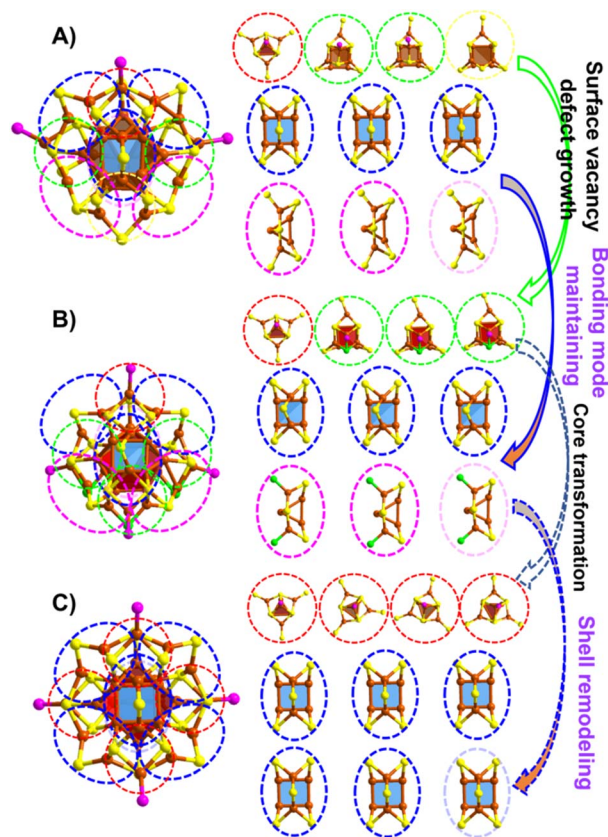 A)
Surface vacancy
defect growth
Bonding mode
maintaining
B)
Core transformation
C)
Shell remodeling